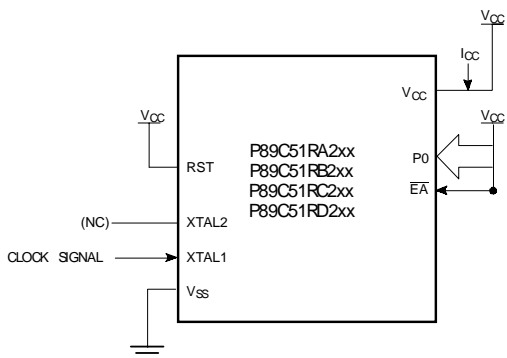 VCC
ICC
VCC
VCC
VCC
P89C51RA2xx
P89C51RB2xx
P89C51RC2xx
P89C51RD2xx
RST
P0
EA
(NC)
XTAL2
CLOCK SIGNAL
XTAL1
VSS